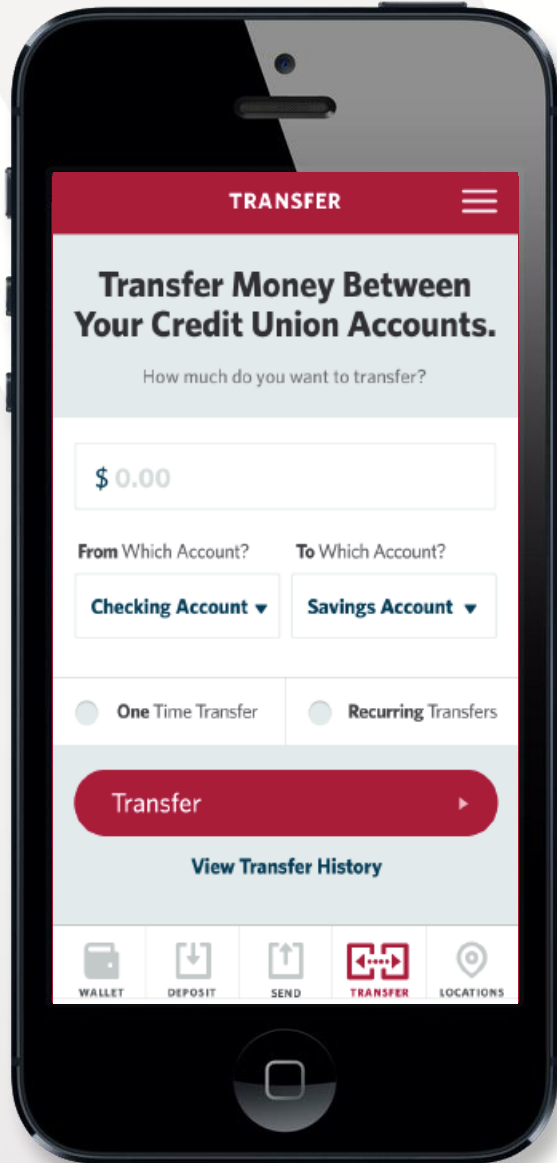 TRANSFER
Transfer Money Between
Your Credit Union Accounts.
How much do you want to transfer?
$ 0.00
From Which Account? To Which Account?
Checking Account Savings Account
One Time Transfer Recurring Transfers
Transfer
View Transfer History
WALLET DEPOSIT SEND TRANSFER LOCATIONS